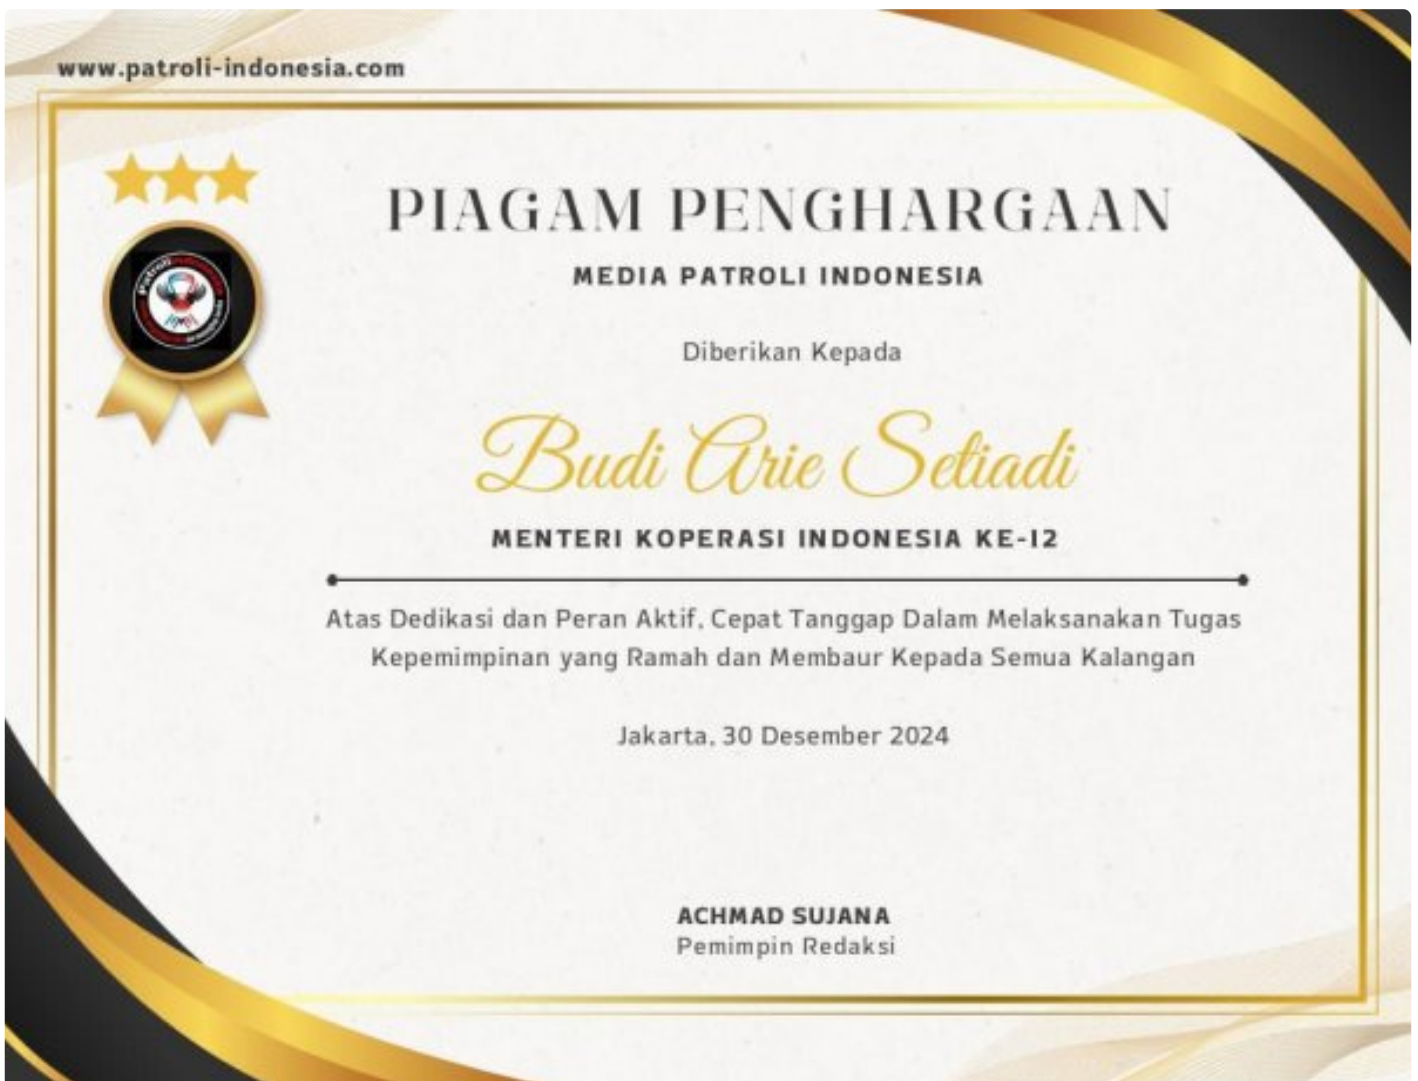 www.patroli-indonesia.com
PIAGAM PENGHARGAAN
MEDIA PATROLI INDONESIA
Patroli Indonesia
Diberikan Kepada
Budi Arie Setiadi
MENTERI KOPERASI INDONESIA KE-12
Atas Dedikasi dan Peran Aktif, Cepat Tanggap Dalam Melaksanakan Tugas
Kepemimpinan yang Ramah dan Membaur Kepada Semua Kalangan
Jakarta, 30 Desember 2024
ACHMAD SUJANA
Pemimpin Redaksi